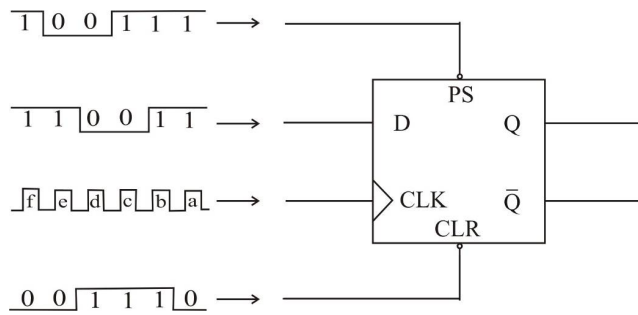 1 0 0 1 1 1
PS
1 1 0 0 1 1
D Q
f e d c b a
CLK Q̅
CLR
0 0 1 1 1 0